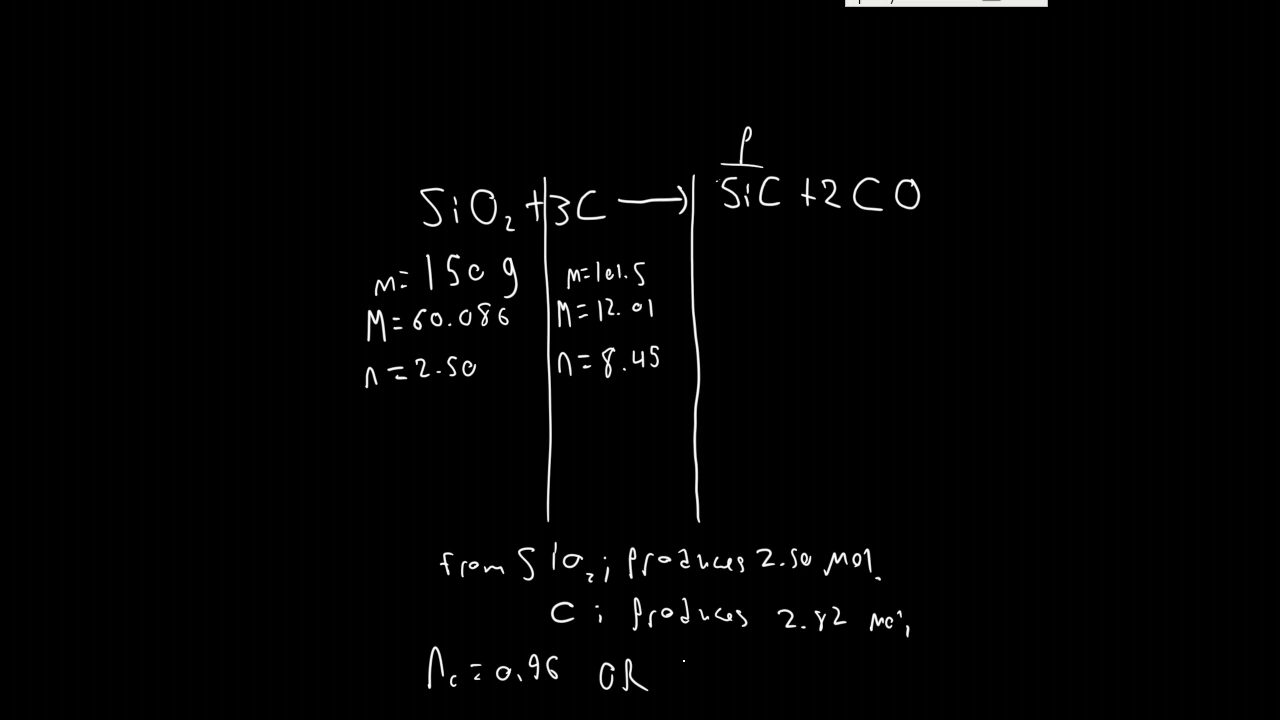 P
SiO₂ + 3C → SiC + 2CO
m = 150 g m = 101.5
M = 60.086 M = 12.01
n = 2.50 n = 8.45
from SiO₂; produces 2.50 mol.
C; produces 2.82 mol,
nc = 0.96 OR